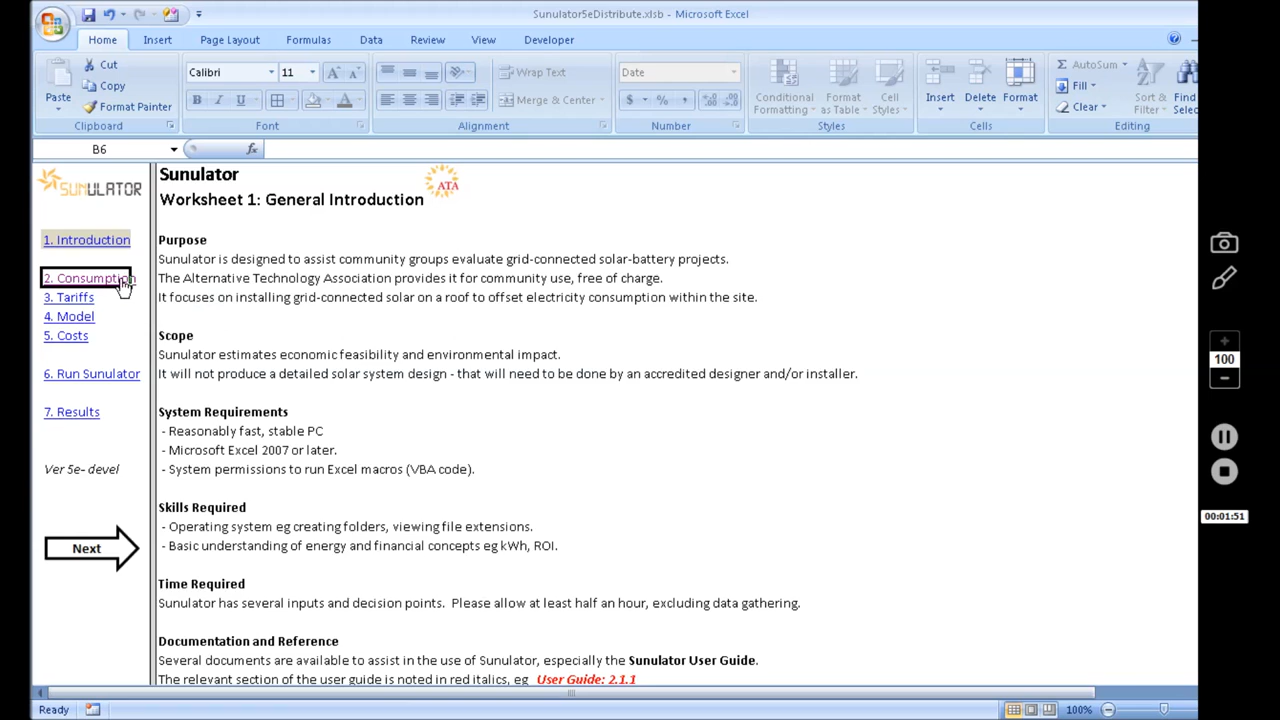 Sunulator5eDistribute.xlsb - Microsoft Excel
Home Insert Page Layout Formulas Data Review View Developer
Paste
Cut
Copy
Format Painter
Clipboard
Calibri 11
B I U
Font
Wrap Text
Merge & Center
Alignment
Date
$ % ,
Number
Conditional Formatting
Format as Table
Cell Styles
Styles
Insert Delete Format
Cells
AutoSum
Fill
Clear
Sort & Filter
Find
Selec
Editing
B6
fx
SUNULATOR
1. Introduction
2. Consumption
3. Tariffs
4. Model
5. Costs
6. Run Sunulator
7. Results
Ver 5e- devel
Next
Sunulator
ATA
Worksheet 1: General Introduction
Purpose
Sunulator is designed to assist community groups evaluate grid-connected solar-battery projects.
The Alternative Technology Association provides it for community use, free of charge.
It focuses on installing grid-connected solar on a roof to offset electricity consumption within the site.
Scope
Sunulator estimates economic feasibility and environmental impact.
It will not produce a detailed solar system design - that will need to be done by an accredited designer and/or installer.
System Requirements
- Reasonably fast, stable PC
- Microsoft Excel 2007 or later.
- System permissions to run Excel macros (VBA code).
Skills Required
- Operating system eg creating folders, viewing file extensions.
- Basic understanding of energy and financial concepts eg kWh, ROI.
Time Required
Sunulator has several inputs and decision points. Please allow at least half an hour, excluding data gathering.
Documentation and Reference
Several documents are available to assist in the use of Sunulator, especially the Sunulator User Guide.
The relevant section of the user guide is noted in red italics, eg User Guide: 2.1.1
Ready
100%
100
00:01:51